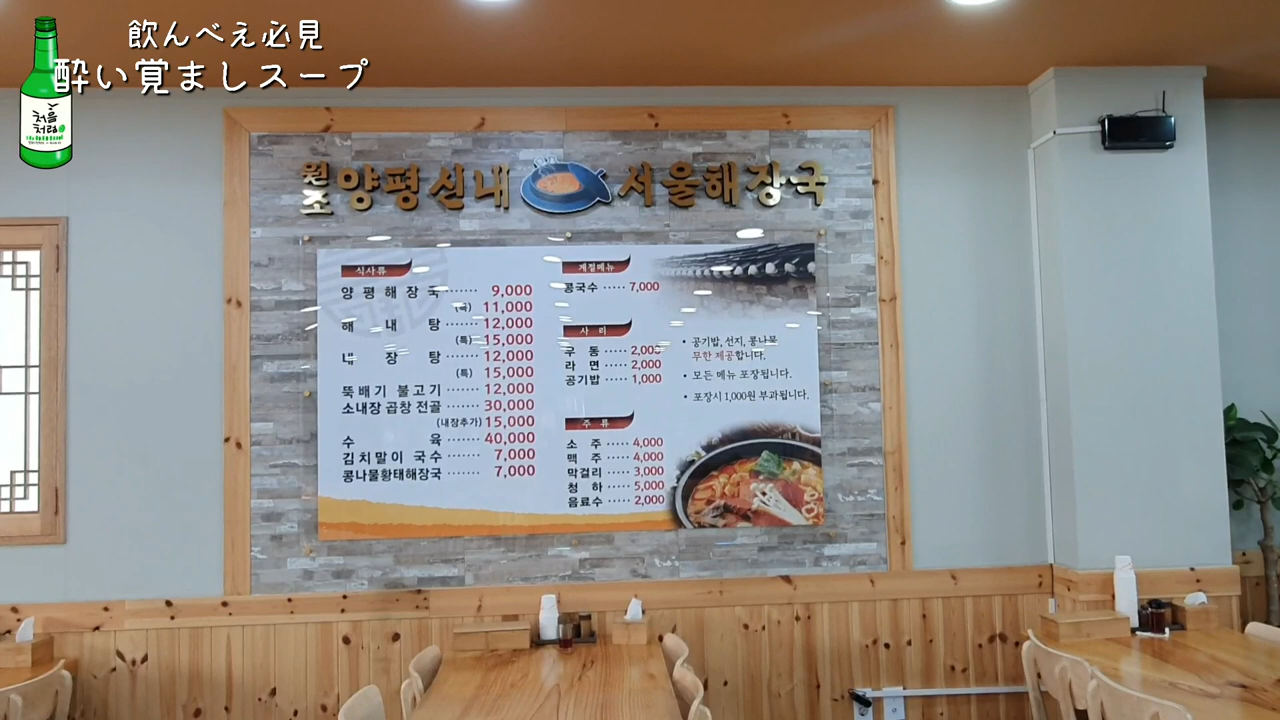 飲んべえ必見
酔い覚ましスープ
처음
처럼
원조 양평신내 서울해장국
식사류
양평해장국 ······ 9,000
(특) 11,000
해내탕 ······ 12,000
(특) 15,000
내장탕 ······ 12,000
(특) 15,000
뚝배기 불고기 ······ 12,000
소내장 곱창 전골 ······ 30,000
(내장추가) 15,000
수육 ······ 40,000
김치말이 국수 ······ 7,000
콩나물황태해장국 ······ 7,000
계절메뉴
콩국수 ····· 7,000
사리
우동 ····· 2,000
라면 ····· 2,000
공기밥 ····· 1,000
주류
소주 ····· 4,000
맥주 ····· 4,000
막걸리 ····· 3,000
청하 ····· 5,000
음료수 ····· 2,000
• 공기밥, 선지, 콩나물
무한 제공합니다.
• 모든 메뉴 포장됩니다.
• 포장시 1,000원 부과됩니다.